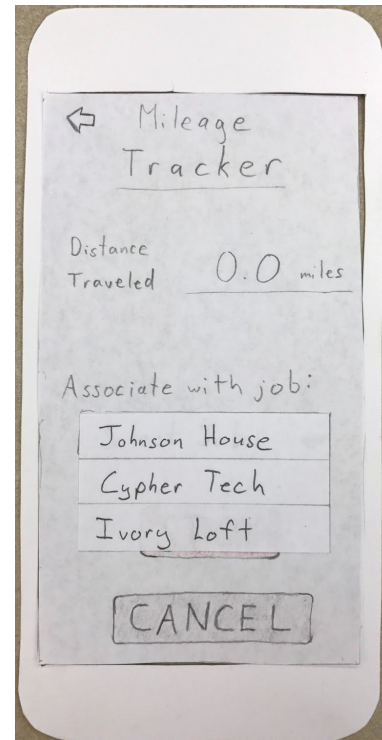 Mileage
Tracker
Distance
Traveled 0.0 miles
Associate with job:
Johnson House
Cypher Tech
Ivory Loft
CANCEL